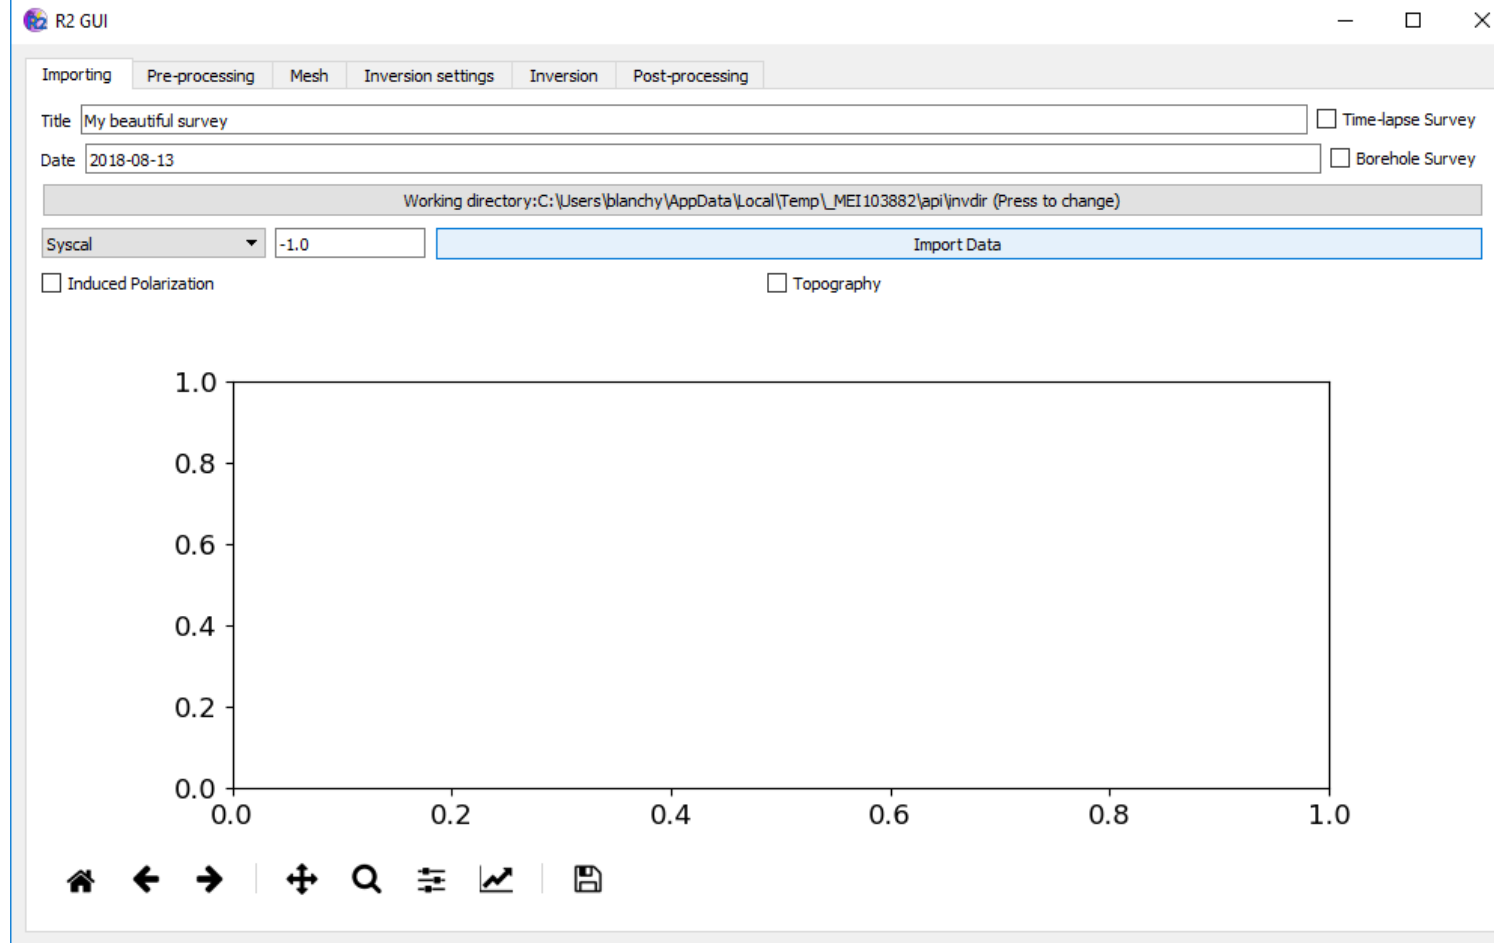 R2 R2 GUI
Importing Pre-processing Mesh Inversion settings Inversion Post-processing
Title My beautiful survey Time-lapse Survey
Date 2018-08-13 Borehole Survey
Working directory:C:\Users\blanchy\AppData\Local\Temp\_MEI103882\api\invdir (Press to change)
Syscal -1.0 Import Data
Induced Polarization Topography
1.0
0.8
0.6
0.4
0.2
0.0
0.0 0.2 0.4 0.6 0.8 1.0